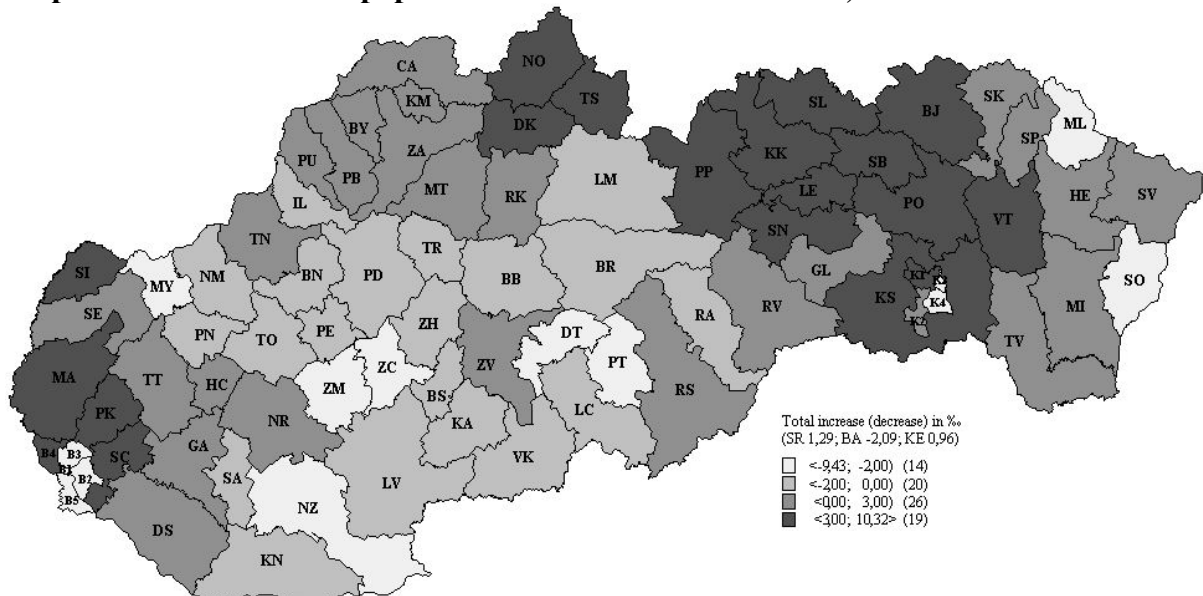 NO
CA
TS
KM
SL
BJ
SK
ML
DK
BY
SP
ZA
PU
KK
SB
PB
PP
LM
MT
RK
HE
SV
LE
IL
PO
VT
TN
SN
TR
SI
NM
BN
PD
BB
BR
GL
MY
K1
SO
KS
K4
SE
RV
MI
PE
ZH
RA
PN
TO
DT
TV
ZV
PT
MA
TT
HC
ZM
ZC
RS
BS
PK
NR
LC
KA
GA
B4
B3
SC
VK
B1
B2
SA
LV
B5
NZ
DS
KN
Total increase (decrease) in ‰
(SR 1,29; BA -2,09; KE 0,96)
<-9,43; -2,00) (14)
<-2,00; 0,00) (20)
<0,00; 3,00) (26)
<3,00; 10,32> (19)